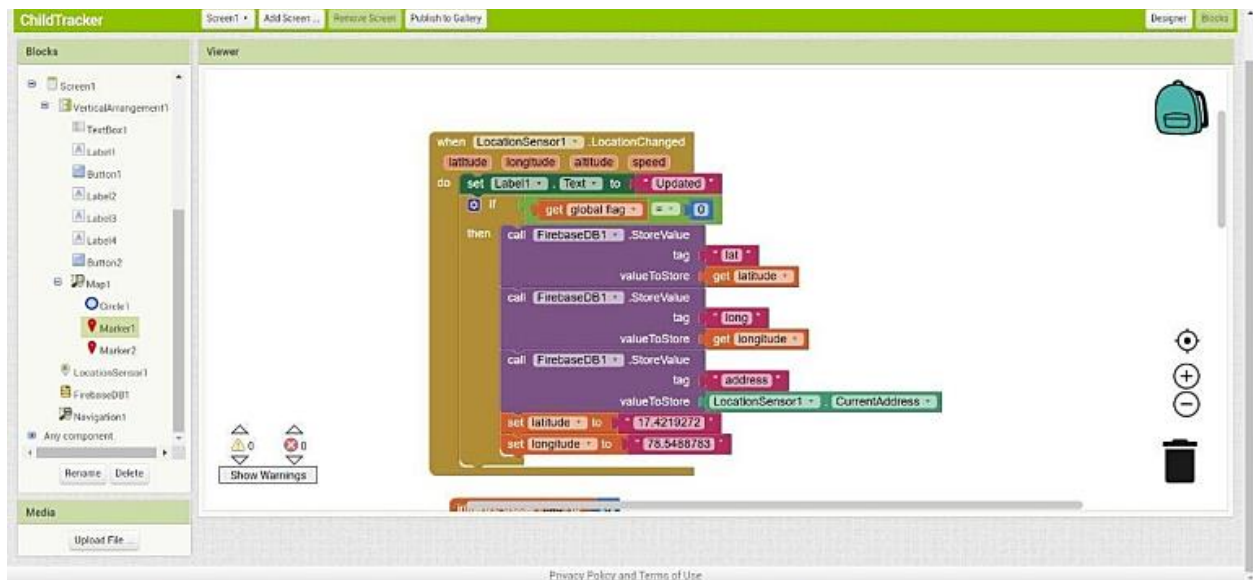 ChildTracker
Screen1
Add Screen ...
Remove Screen
Publish to Gallery
Designer
Blocks
Blocks
Viewer
Screen1
VerticalArrangement1
TextBox1
Label1
Button1
Label2
Label3
Label4
Button2
Map1
Circle1
Marker1
Marker2
LocationSensor1
FirebaseDB1
Navigation1
Any component
Rename Delete
Media
Upload File ...
when LocationSensor1 .LocationChanged
latitude longitude altitude speed
do set Label1 . Text to " Updated "
if get global flag = 0
then call FirebaseDB1 .StoreValue
tag " lat "
valueToStore get latitude
call FirebaseDB1 .StoreValue
tag " long "
valueToStore get longitude
call FirebaseDB1 .StoreValue
tag " address "
valueToStore LocationSensor1 . CurrentAddress
set latitude to " 17.4219272 "
set longitude to " 78.5488783 "
0 0
Show Warnings
Privacy Policy and Terms of Use